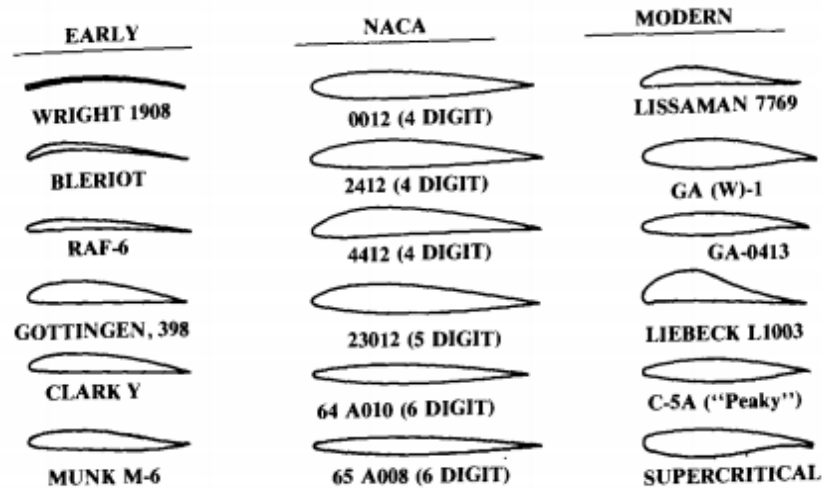 EARLY
WRIGHT 1908
BLERIOT
RAF-6
GOTTINGEN, 398
CLARK Y
MUNK M-6
NACA
0012 (4 DIGIT)
2412 (4 DIGIT)
4412 (4 DIGIT)
23012 (5 DIGIT)
64 A010 (6 DIGIT)
65 A008 (6 DIGIT)
MODERN
LISSAMAN 7769
GA (W)-1
GA-0413
LIEBECK L1003
C-5A ("Peaky")
SUPERCRITICAL